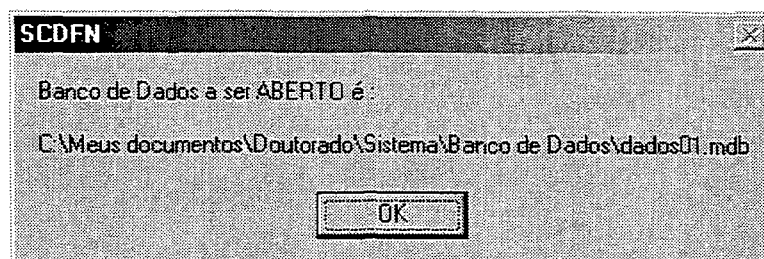 SCDFN
Banco de Dados a ser ABERTO é :
C:\Meus documentos\Doutorado\Sistema\Banco de Dados\dados01.mdb
OK